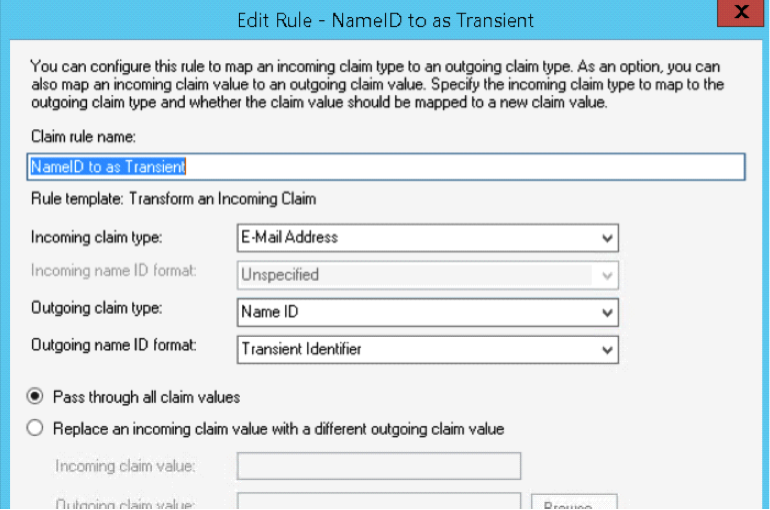 Edit Rule - NameID to as Transient
X
You can configure this rule to map an incoming claim type to an outgoing claim type. As an option, you can
also map an incoming claim value to an outgoing claim value. Specify the incoming claim type to map to the
outgoing claim type and whether the claim value should be mapped to a new claim value.
Claim rule name:
NameID to as Transient
Rule template: Transform an Incoming Claim
Incoming claim type: E-Mail Address
Incoming name ID format: Unspecified
Outgoing claim type: Name ID
Outgoing name ID format: Transient Identifier
Pass through all claim values
Replace an incoming claim value with a different outgoing claim value
Incoming claim value:
Outgoing claim value: Browse...